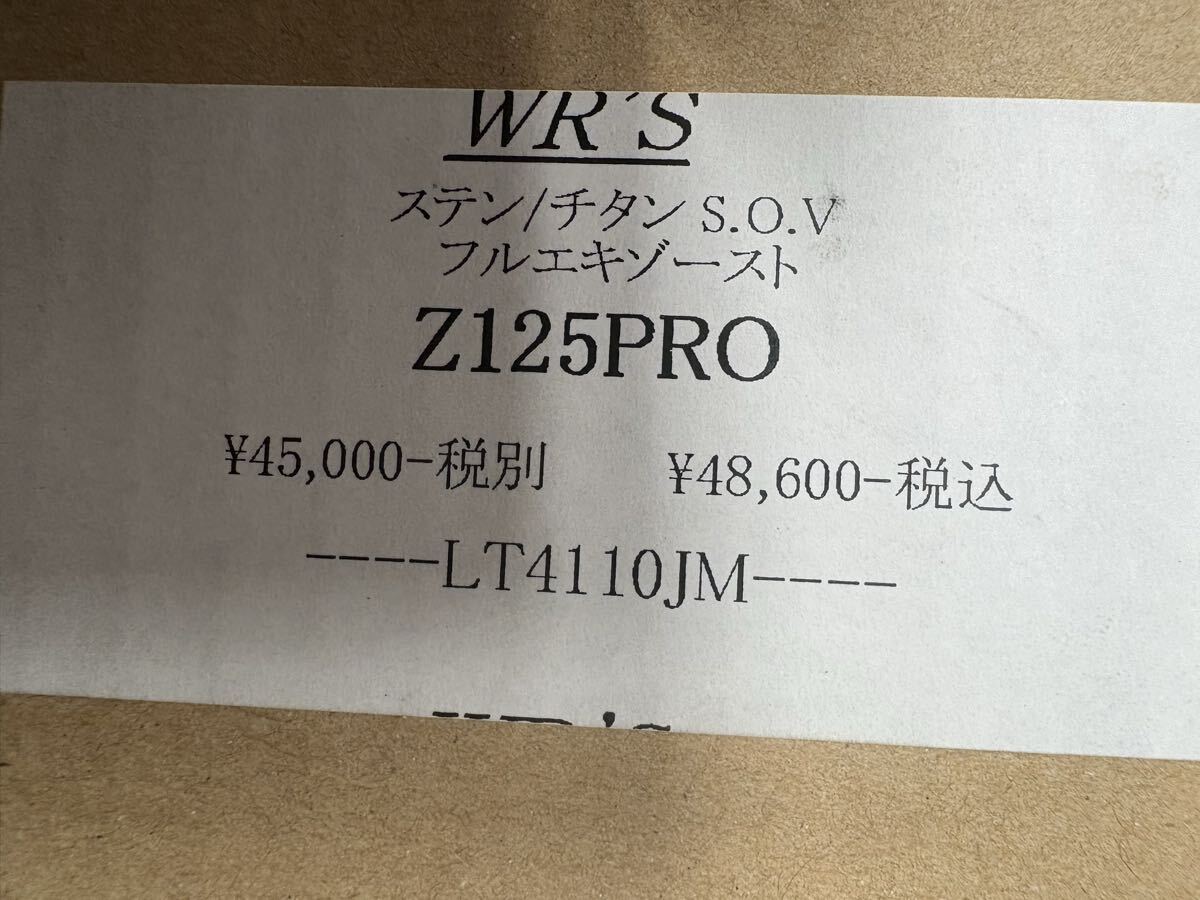 WR'S
ステン/チタン S.O.V
フルエキゾースト
Z125PRO
¥45,000-税別 ¥48,600-税込
----LT4110JM----